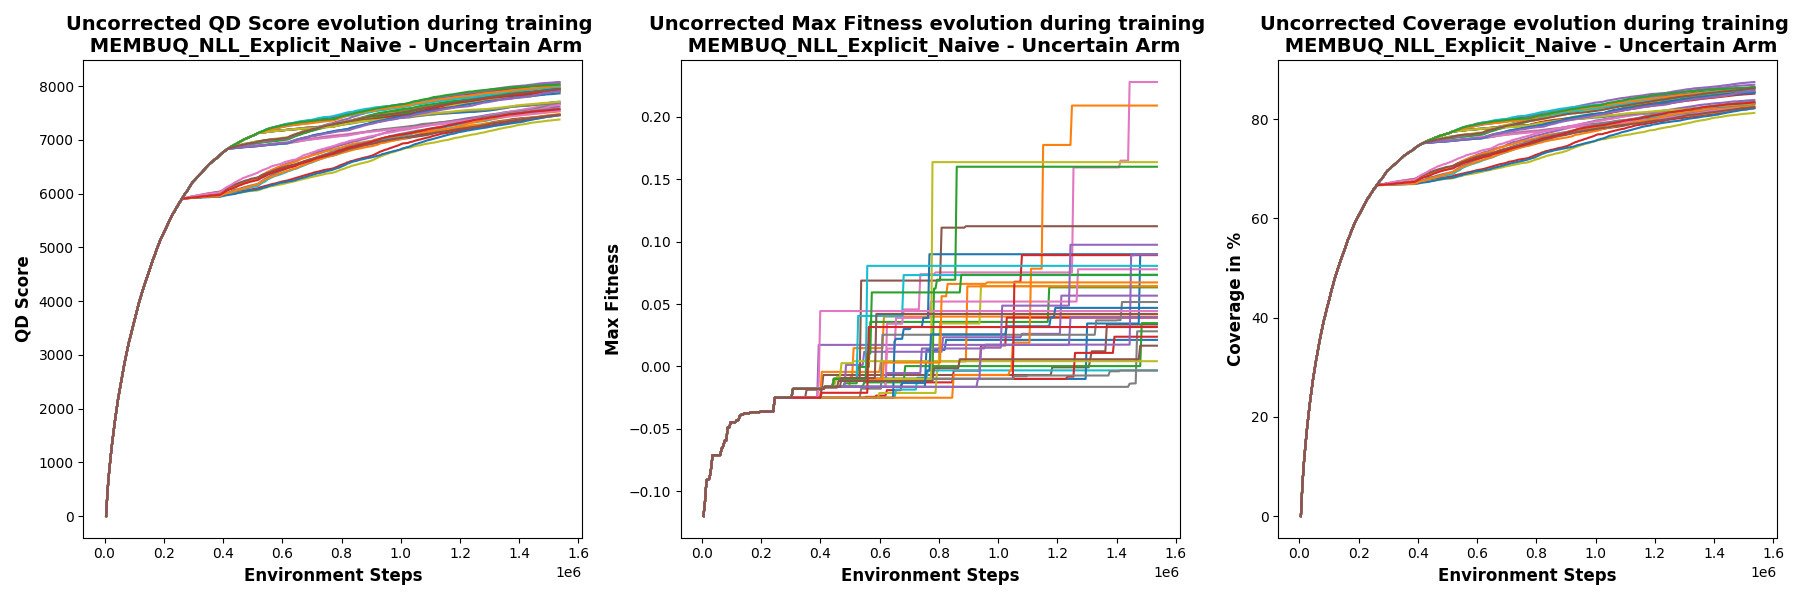 Uncorrected QD Score evolution during training
MEMBUQ_NLL_Explicit_Naive - Uncertain Arm
QD Score
8000
7000
6000
5000
4000
3000
2000
1000
0
0.0 0.2 0.4 0.6 0.8 1.0 1.2 1.4 1.6
1e6
Environment Steps
Uncorrected Max Fitness evolution during training
MEMBUQ_NLL_Explicit_Naive - Uncertain Arm
Max Fitness
0.20
0.15
0.10
0.05
0.00
−0.05
−0.10
0.0 0.2 0.4 0.6 0.8 1.0 1.2 1.4 1.6
1e6
Environment Steps
Uncorrected Coverage evolution during training
MEMBUQ_NLL_Explicit_Naive - Uncertain Arm
Coverage in %
80
60
40
20
0
0.0 0.2 0.4 0.6 0.8 1.0 1.2 1.4 1.6
1e6
Environment Steps